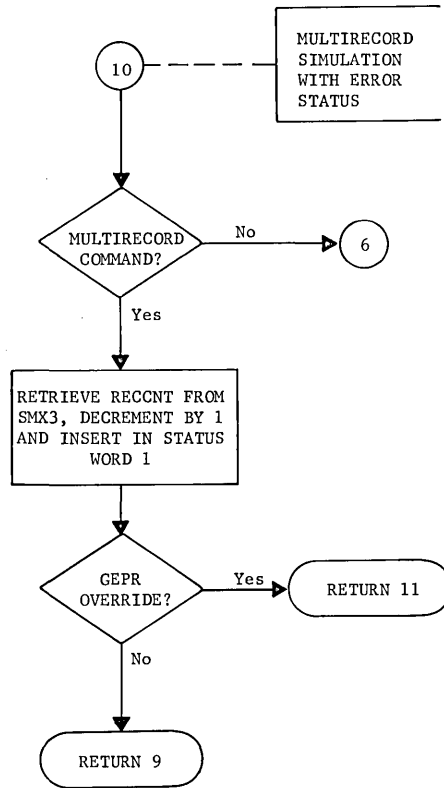 10
MULTIRECORD
SIMULATION
WITH ERROR
STATUS
MULTIRECORD
COMMAND?
No
6
Yes
RETRIEVE RECCNT FROM
SMX3, DECREMENT BY 1
AND INSERT IN STATUS
WORD 1
GEPR
OVERRIDE?
Yes
RETURN 11
No
RETURN 9